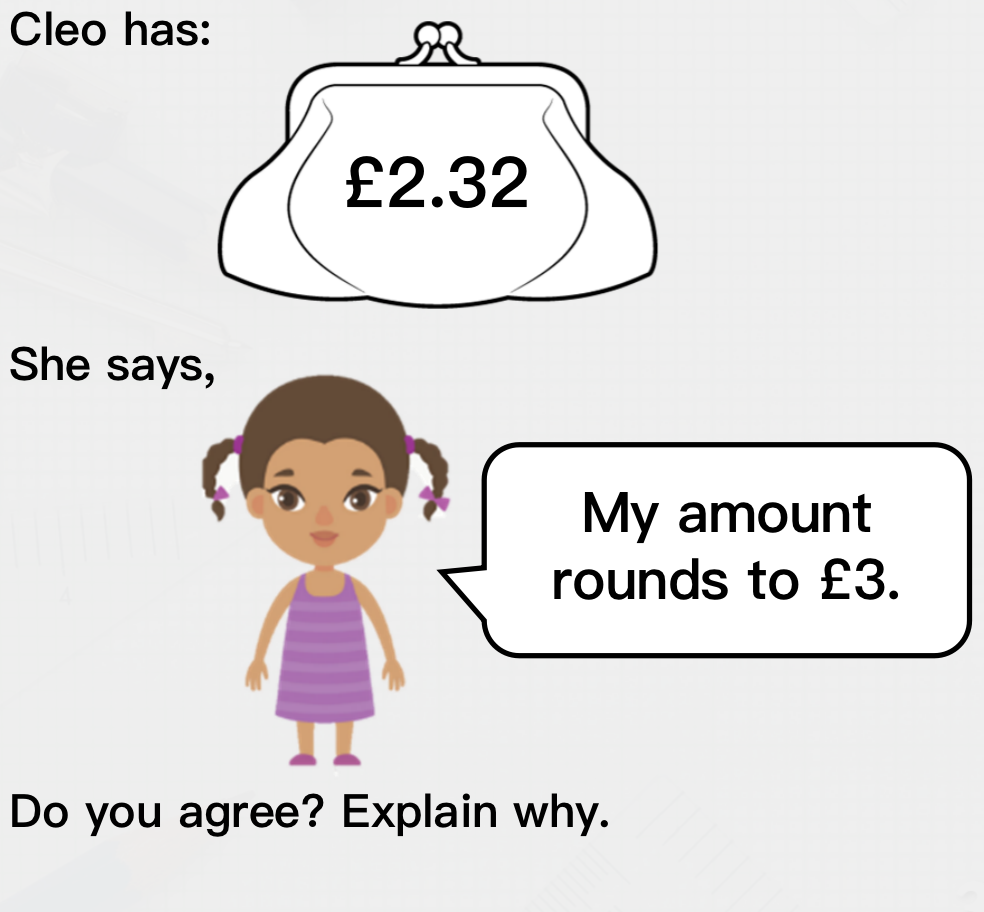 Cleo has:
£2.32
She says,
My amount
rounds to £3.
Do you agree? Explain why.